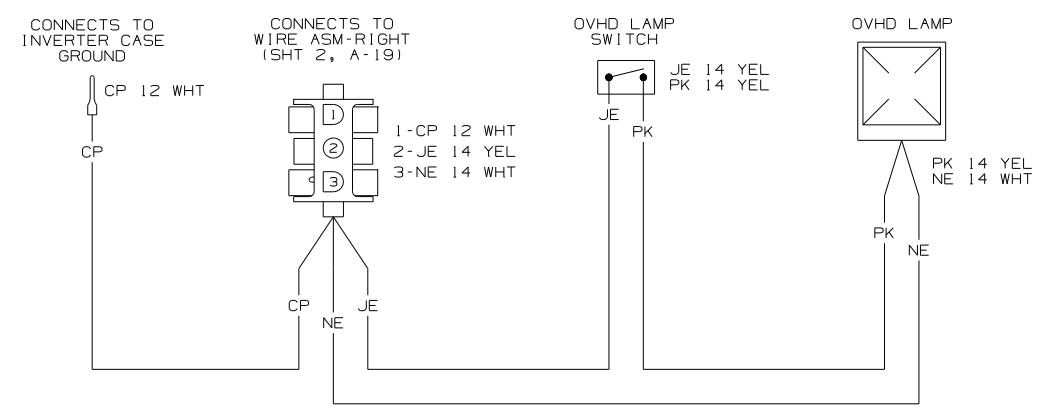 CONNECTS TO
INVERTER CASE
GROUND
CP 12 WHT
CP
CONNECTS TO
WIRE ASM-RIGHT
(SHT 2, A-19)
1
2
3
1-CP 12 WHT
2-JE 14 YEL
3-NE 14 WHT
CP
NE
JE
OVHD LAMP
SWITCH
JE 14 YEL
PK 14 YEL
JE
PK
OVHD LAMP
PK 14 YEL
NE 14 WHT
PK
NE